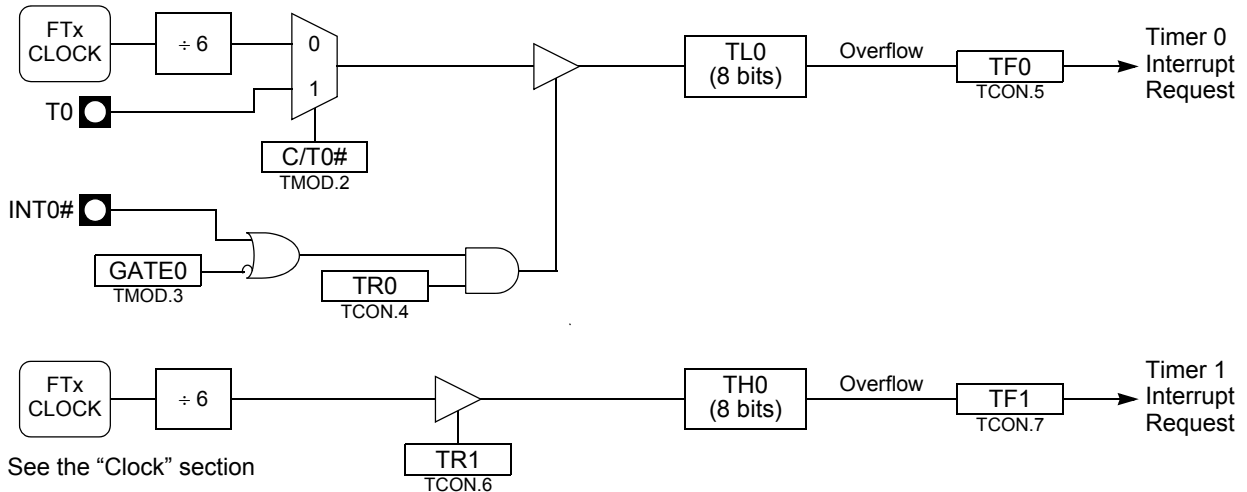 FTx
CLOCK
÷ 6
0
1
T0
C/T0#
TMOD.2
TL0
(8 bits)
Overflow
TF0
TCON.5
Timer 0
Interrupt
Request
INT0#
GATE0
TMOD.3
TR0
TCON.4
FTx
CLOCK
÷ 6
TR1
TCON.6
TH0
(8 bits)
Overflow
TF1
TCON.7
Timer 1
Interrupt
Request
See the “Clock” section